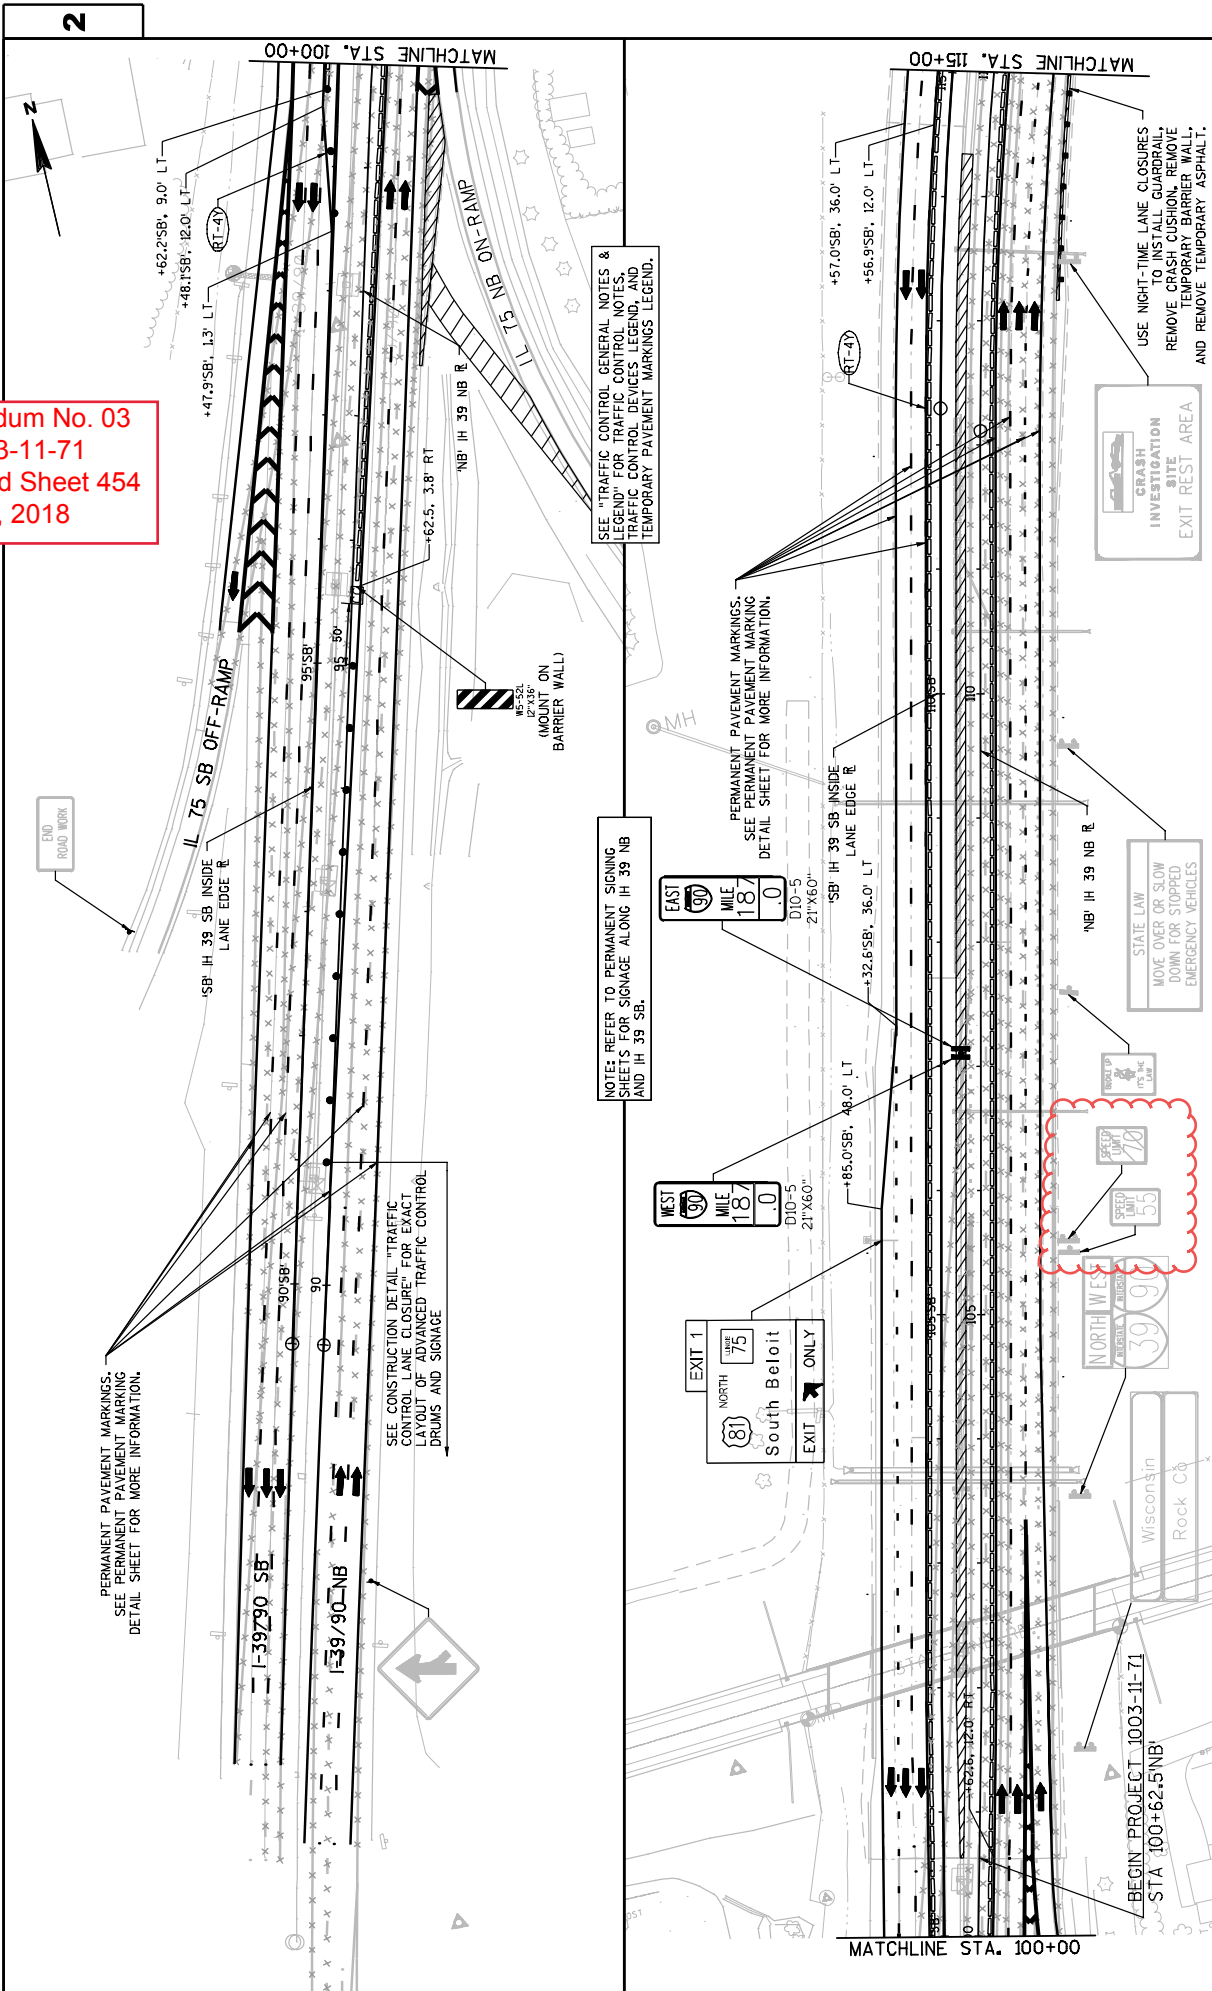 2
MATCHLINE STA. 100+00
N
+62.2'SB', 9.0' LT
+48.1'SB', 12.0' LT
RT-4Y
+47.9'SB', 1.3' LT
dum No. 03
3-11-71
d Sheet 454
, 2018
IL 75 NB ON-RAMP
'NB' IH 39 NB R
+62.5, 3.8' RT
W5-52L
12"X36"
(MOUNT ON
BARRIER WALL)
95'SB'
95
50'
IL 75 SB OFF-RAMP
END
ROAD WORK
'SB' IH 39 SB INSIDE
LANE EDGE R
90'SB'
90
PERMANENT PAVEMENT MARKINGS.
SEE PERMANENT PAVEMENT MARKING
DETAIL SHEET FOR MORE INFORMATION.
SEE CONSTRUCTION DETAIL "TRAFFIC
CONTROL LANE CLOSURE" FOR EXACT
LAYOUT OF ADVANCED TRAFFIC CONTROL
DRUMS AND SIGNAGE
I-39/90 SB
I-39/90 NB
SEE "TRAFFIC CONTROL GENERAL NOTES &
LEGEND" FOR TRAFFIC CONTROL NOTES,
TRAFFIC CONTROL DEVICES LEGEND, AND
TEMPORARY PAVEMENT MARKINGS LEGEND.
NOTE: REFER TO PERMANENT SIGNING
SHEETS FOR SIGNAGE ALONG IH 39 NB
AND IH 39 SB.
MATCHLINE STA. 115+00
115
+57.0'SB', 36.0' LT
+56.9'SB', 12.0' LT
RT-4Y
USE NIGHT-TIME LANE CLOSURES
TO INSTALL GUARDRAIL,
REMOVE CRASH CUSHION, REMOVE
TEMPORARY BARRIER WALL,
AND REMOVE TEMPORARY ASPHALT.
CRASH
INVESTIGATION
SITE
EXIT REST AREA
PERMANENT PAVEMENT MARKINGS.
SEE PERMANENT PAVEMENT MARKING
DETAIL SHEET FOR MORE INFORMATION.
MH
110'SB'
110
'SB' IH 39 SB INSIDE
LANE EDGE R
'NB' IH 39 NB R
EAST
90
MILE
187
.0
D10-5
21"X60"
+32.6'SB', 36.0' LT
STATE LAW
MOVE OVER OR SLOW
DOWN FOR STOPPED
EMERGENCY VEHICLES
BUCKLE UP
IT'S THE
LAW
SPEED
LIMIT
70
SPEED
LIMIT
55
WEST
90
MILE
187
.0
D10-5
21"X60"
+85.0'SB', 48.0' LT
105'SB'
105
NORTH
WEST
INTERSTATE
39
INTERSTATE
90
EXIT 1
NORTH
81
ILLINOIS
75
South Beloit
EXIT ONLY
Wisconsin
Rock Co
+62.6, 12.0' RT
BEGIN PROJECT 1003-11-71
STA 100+62.5'NB'
MATCHLINE STA. 100+00